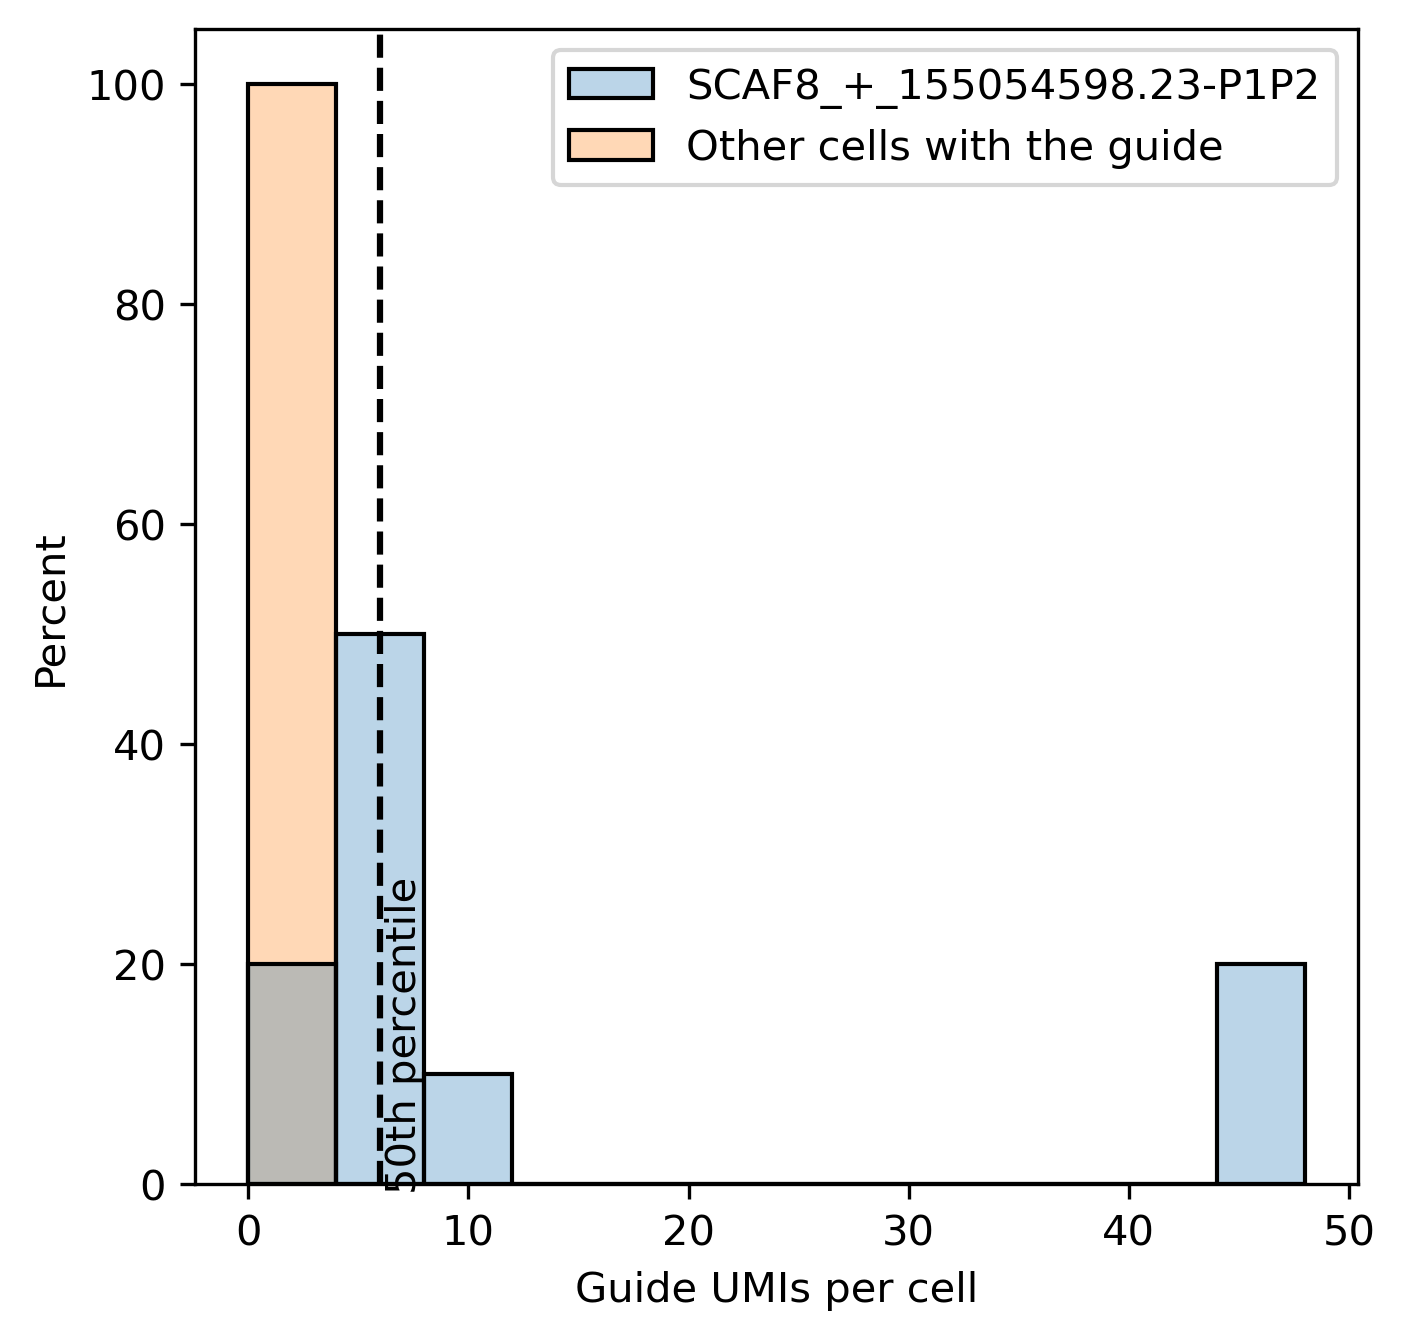 SCAF8_+_155054598.23-P1P2
Other cells with the guide
100
80
60
40
20
0
Percent
50th percentile
0 10 20 30 40 50
Guide UMIs per cell